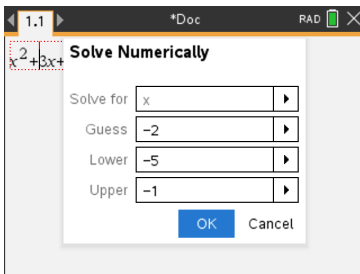 1.1 *Doc RAD
x²+3x+
Solve Numerically
Solve for x
Guess −2
Lower −5
Upper −1
OK Cancel